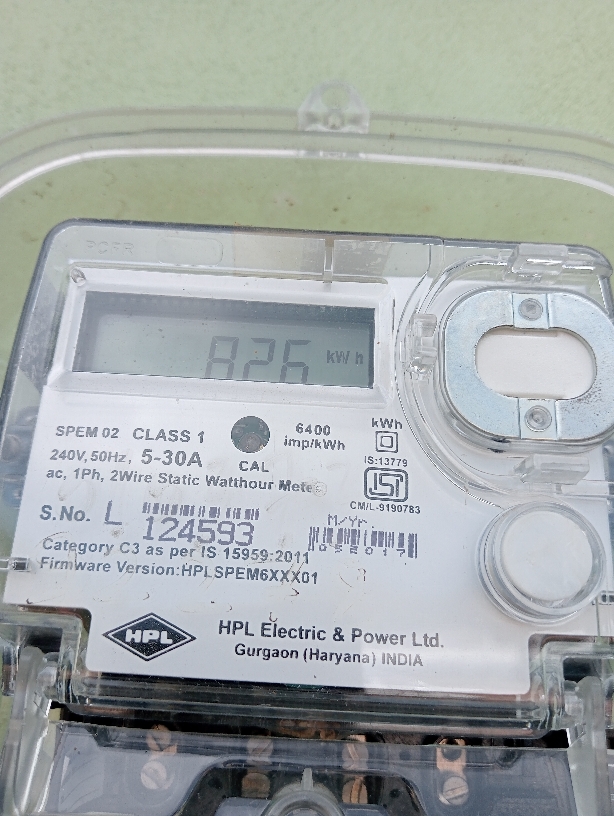 826 kWh
SPEM 02 CLASS 1
6400
imp/kWh
kWh
240V, 50Hz, 5-30A
CAL
IS:13779
ac, 1Ph, 2Wire Static Watthour Meter
ISI
CM/L-9190783
S.No. L 124593
M/Yr.
052017
Category C3 as per IS 15959:2011
Firmware Version:HPLSPEM6XXX01
HPL
HPL Electric & Power Ltd.
Gurgaon (Haryana) INDIA